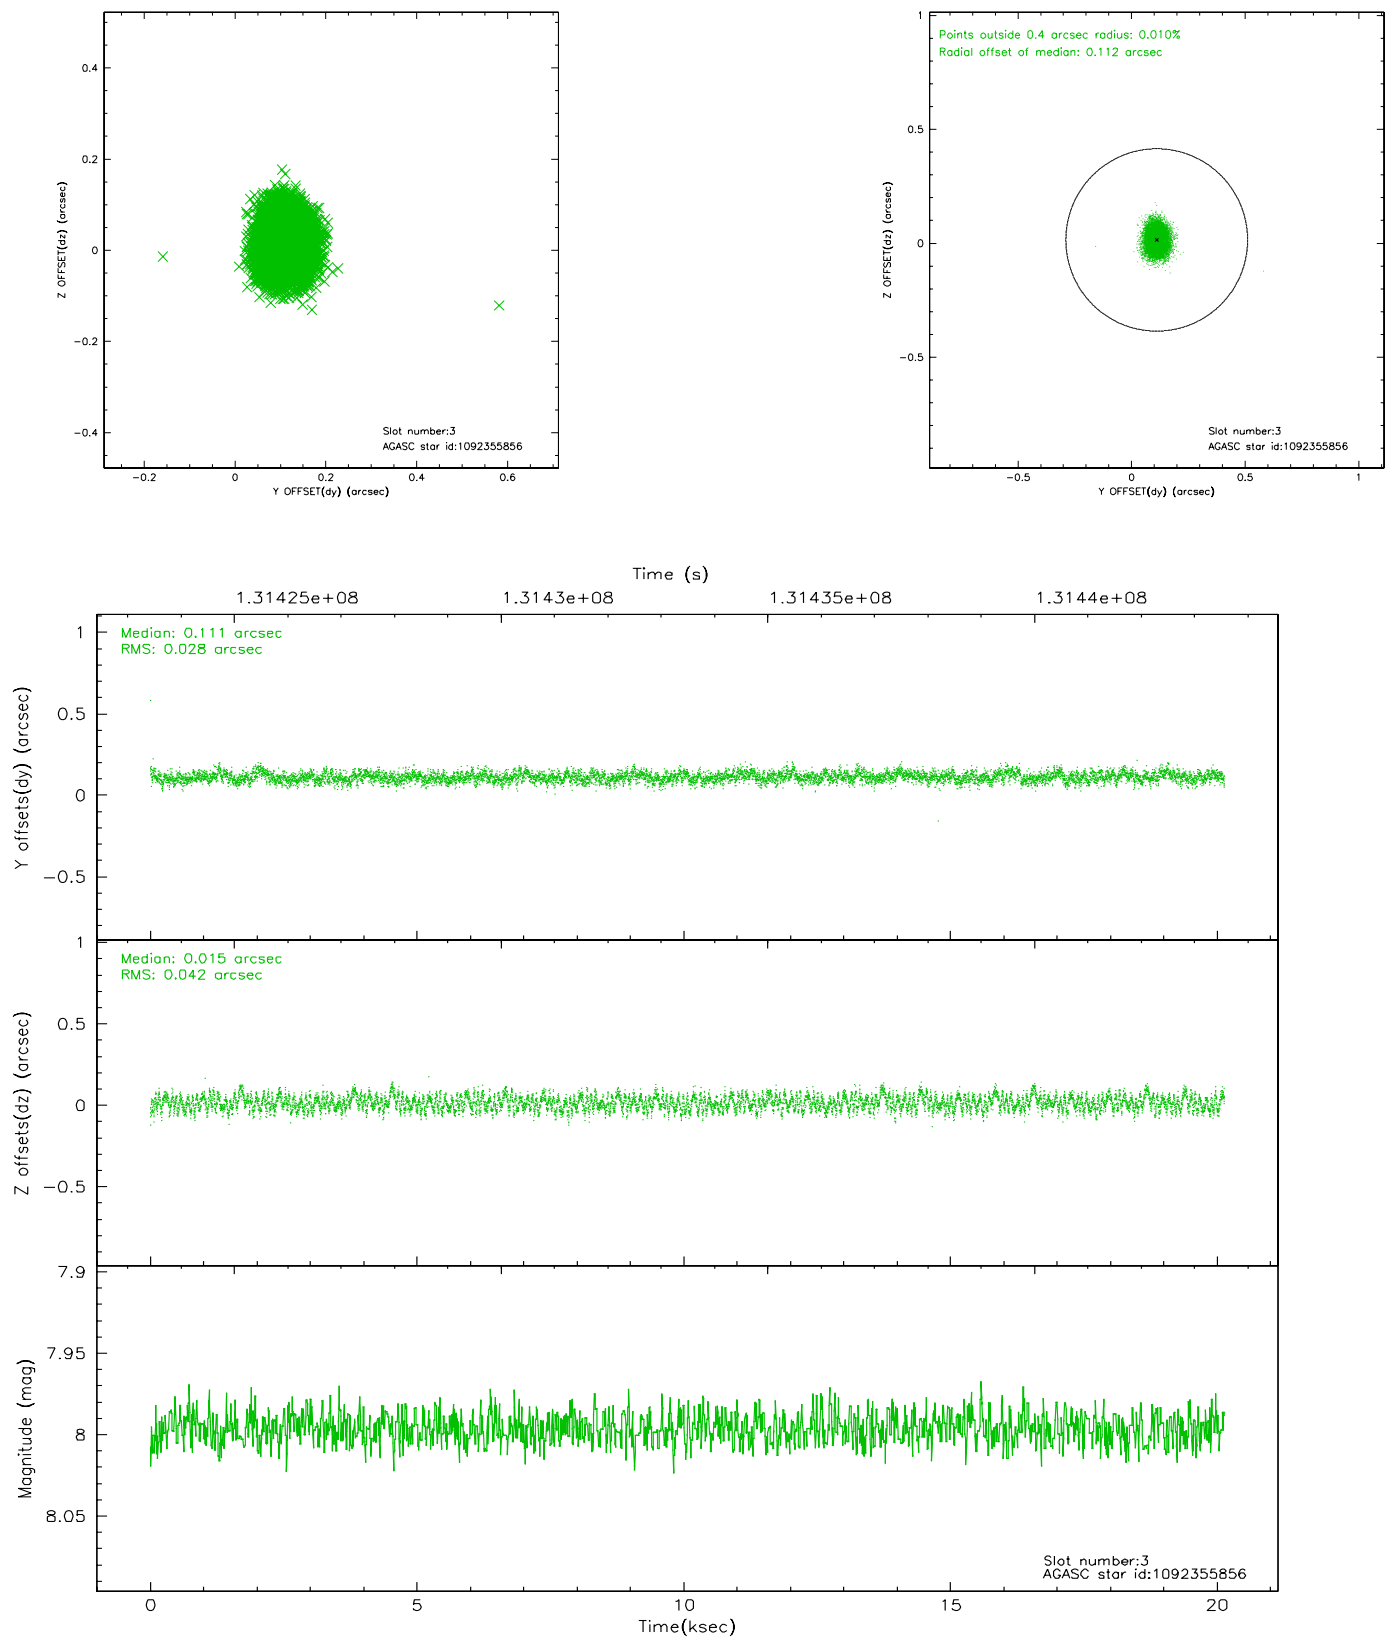 0.4
0.2
0
−0.2
−0.4
Z OFFSET(dz) (arcsec)
Slot number:3
AGASC star id:1092355856
−0.2
0
0.2
0.4
0.6
Y OFFSET(dy) (arcsec)
1
0.5
0
−0.5
Z OFFSET(dz) (arcsec)
Points outside 0.4 arcsec radius: 0.010%
Radial offset of median: 0.112 arcsec
Slot number:3
AGASC star id:1092355856
−0.5
0
0.5
1
Y OFFSET(dy) (arcsec)
Time (s)
1.31425e+08
1.3143e+08
1.31435e+08
1.3144e+08
Median: 0.111 arcsec
RMS: 0.028 arcsec
1
0.5
0
−0.5
Y offsets(dy) (arcsec)
Median: 0.015 arcsec
RMS: 0.042 arcsec
1
0.5
0
−0.5
Z offsets(dz) (arcsec)
7.9
7.95
8
8.05
Magnitude (mag)
Slot number:3
AGASC star id:1092355856
0
5
10
15
20
Time(ksec)